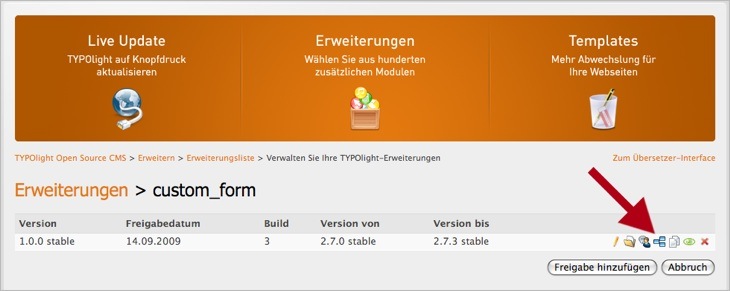 Live Update
TYPOlight auf Knopfdruck
aktualisieren
Erweiterungen
Wählen Sie aus hunderten
zusätzlichen Modulen
Templates
Mehr Abwechslung für
Ihre Webseiten
TYPOlight Open Source CMS > Erweitern > Erweiterungsliste > Verwalten Sie Ihre TYPOlight-Erweiterungen
Zum Übersetzer-Interface
Erweiterungen > custom_form
Version Freigabedatum Build Version von Version bis
1.0.0 stable 14.09.2009 3 2.7.0 stable 2.7.3 stable
Freigabe hinzufügen Abbruch